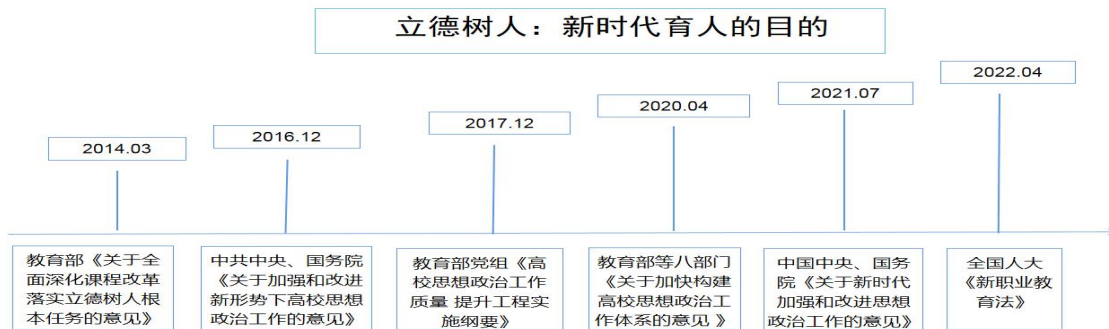 立德树人：新时代育人的目的
2014.03
2016.12
2017.12
2020.04
2021.07
2022.04
教育部《关于全
面深化课程改革
落实立德树人根
本任务的意见》
中共中央、国务院
《关于加强和改进
新形势下高校思想
政治工作的意见》
教育部党组《高
校思想政治工作
质量 提升工程实
施纲要》
教育部等八部门
《关于加快构建
高校思想政治工
作体系的意见 》
中国中央、国务
院《关于新时代
加强和改进思想
政治工作的意见》
全国人大
《新职业教
育法》